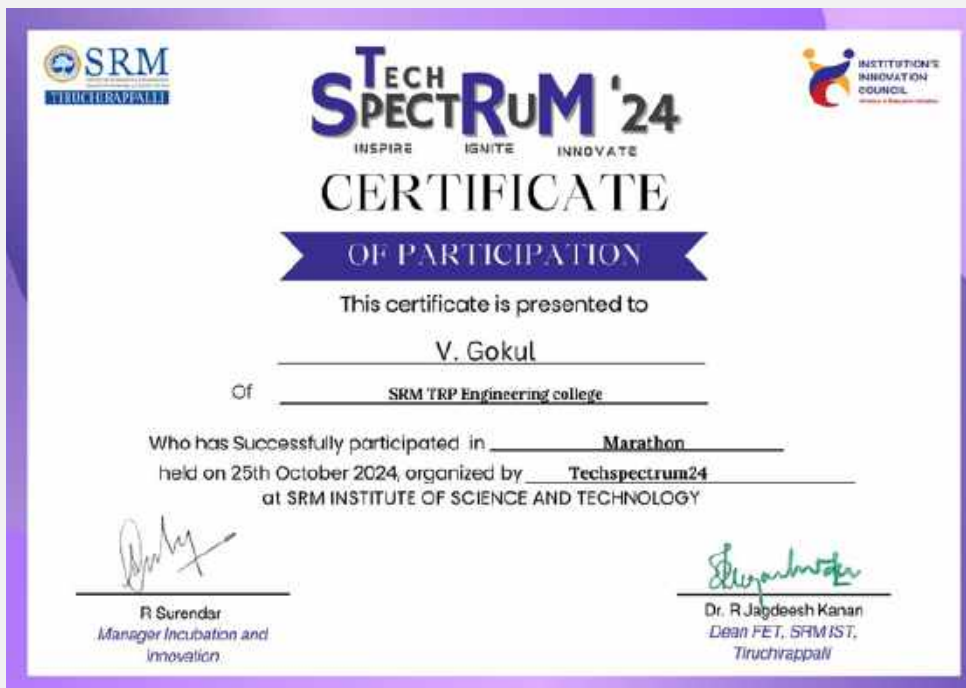 SRM
TIRUCHIRAPPALLI
TECH
SPECTRUM '24
INSPIRE IGNITE INNOVATE
INSTITUTION'S
INNOVATION
COUNCIL
CERTIFICATE
OF PARTICIPATION
This certificate is presented to
V. Gokul
Of SRM TRP Engineering college
Who has Successfully participated in Marathon
held on 25th October 2024, organized by Techspectrum24
at SRM INSTITUTE OF SCIENCE AND TECHNOLOGY
R Surendar
Manager Incubation and
Innovation
Dr. R Jagdeesh Kanan
Dean FET, SRM IST,
Tiruchirappalli